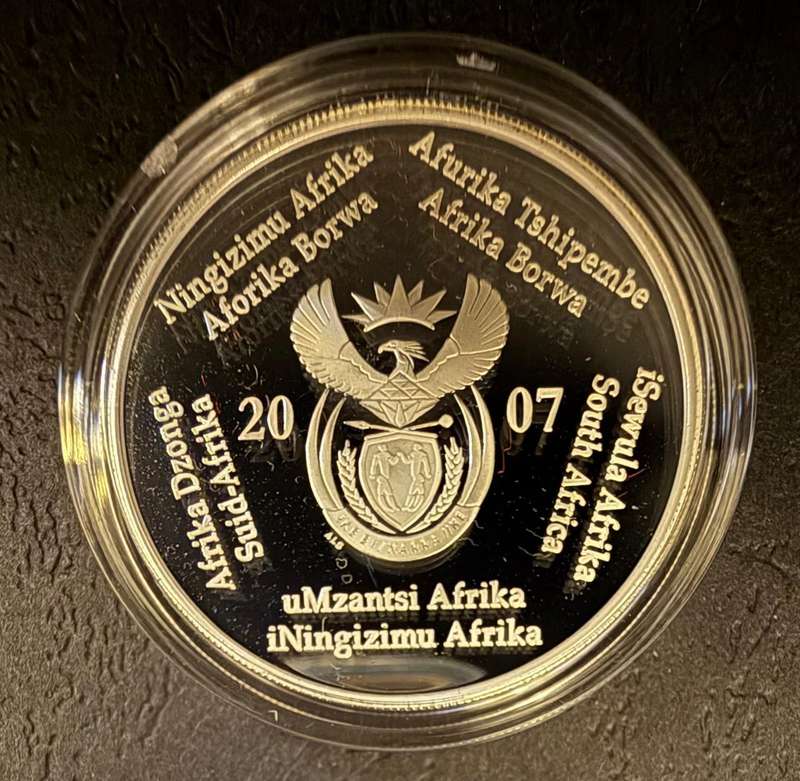 Ningizimu Afrika
Aforika Borwa
Afurika Tshipembe
Afrika Borwa
iSewula Afrika
South Africa
uMzantsi Afrika
iNingizimu Afrika
Afrika Dzonga
Suid-Afrika
20 07
ALS